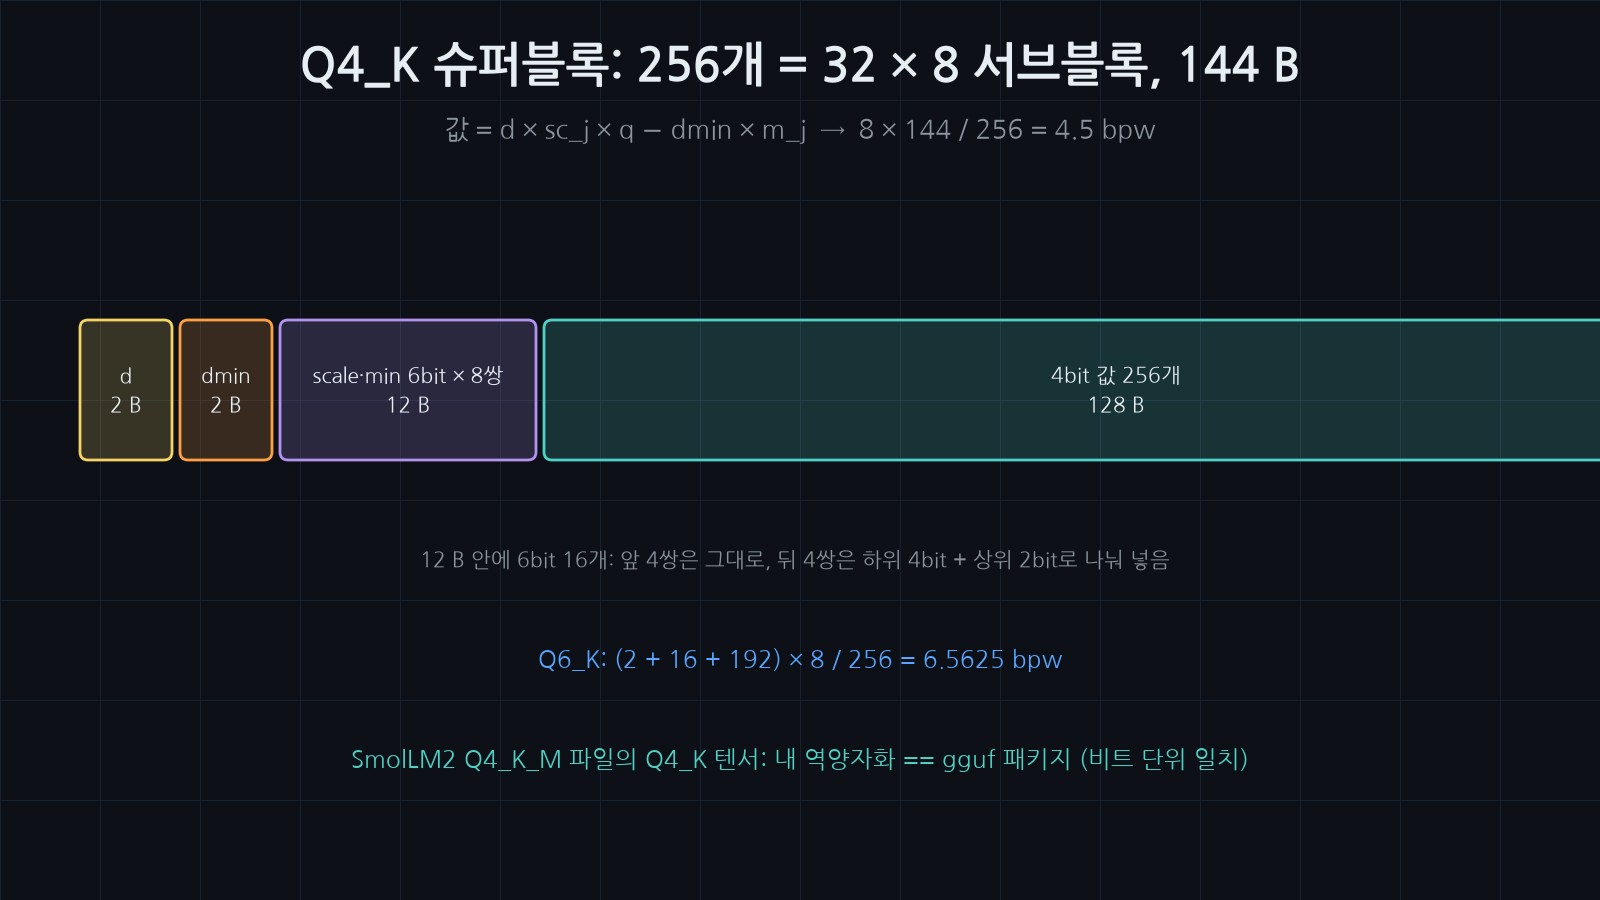 Q4_K 슈퍼블록: 256개 = 32 × 8 서브블록, 144 B
값 = d × sc_j × q − dmin × m_j → 8 × 144 / 256 = 4.5 bpw
d
2 B
dmin
2 B
scale·min 6bit × 8쌍
12 B
4bit 값 256개
128 B
12 B 안에 6bit 16개: 앞 4쌍은 그대로, 뒤 4쌍은 하위 4bit + 상위 2bit로 나눠 넣음
Q6_K: (2 + 16 + 192) × 8 / 256 = 6.5625 bpw
SmolLM2 Q4_K_M 파일의 Q4_K 텐서: 내 역양자화 == gguf 패키지 (비트 단위 일치)